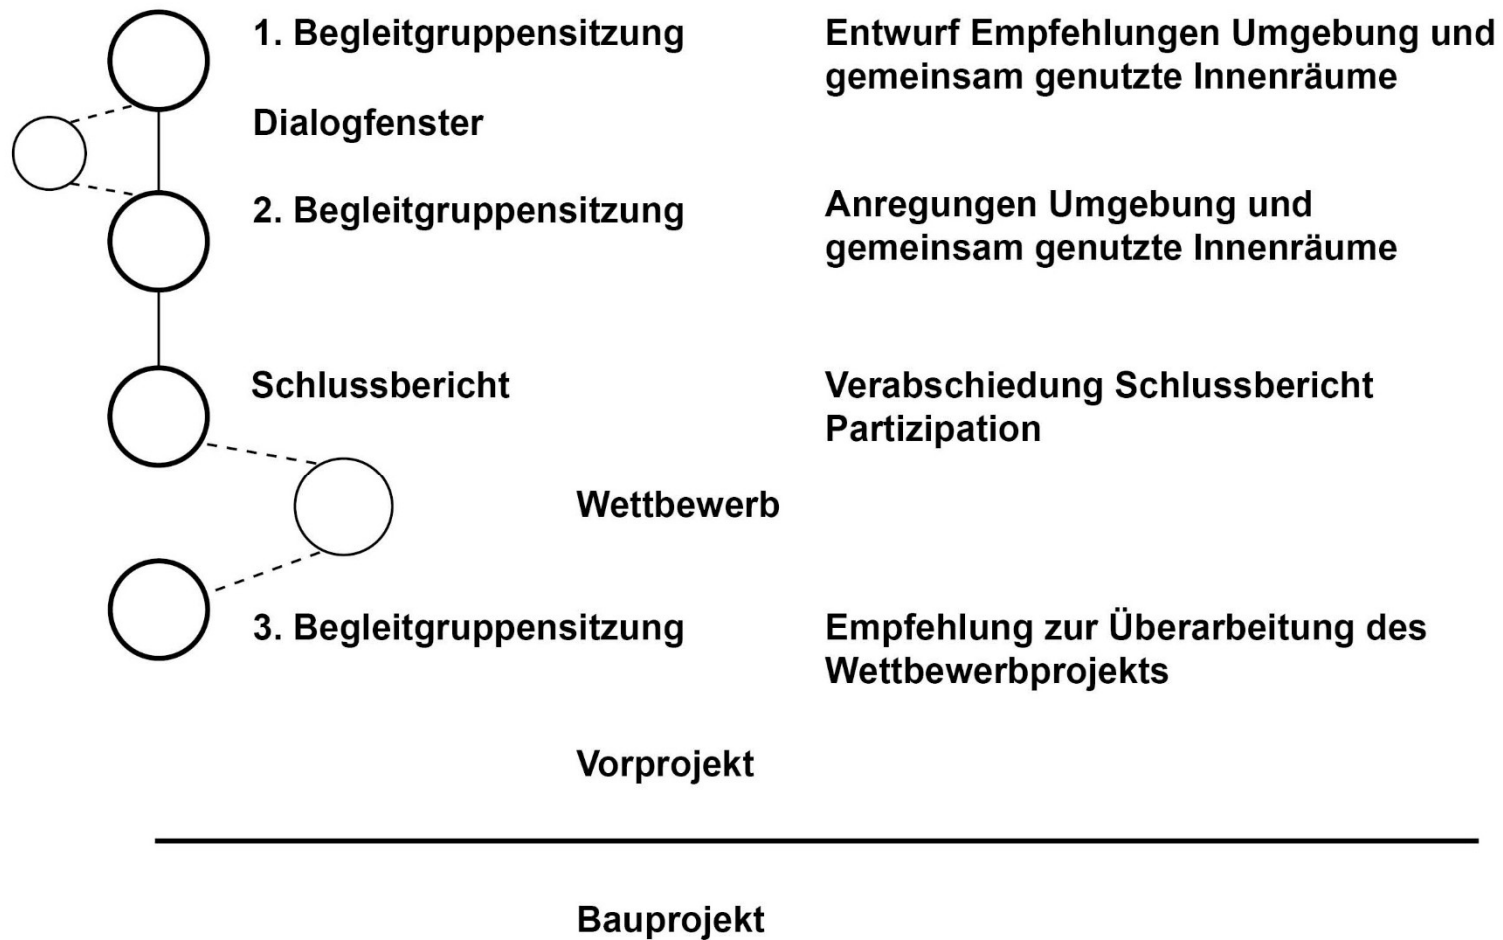 1. Begleitgruppensitzung
Entwurf Empfehlungen Umgebung und
gemeinsam genutzte Innenräume
Dialogfenster
2. Begleitgruppensitzung
Anregungen Umgebung und
gemeinsam genutzte Innenräume
Schlussbericht
Verabschiedung Schlussbericht
Partizipation
Wettbewerb
3. Begleitgruppensitzung
Empfehlung zur Überarbeitung des
Wettbewerbprojekts
Vorprojekt
Bauprojekt